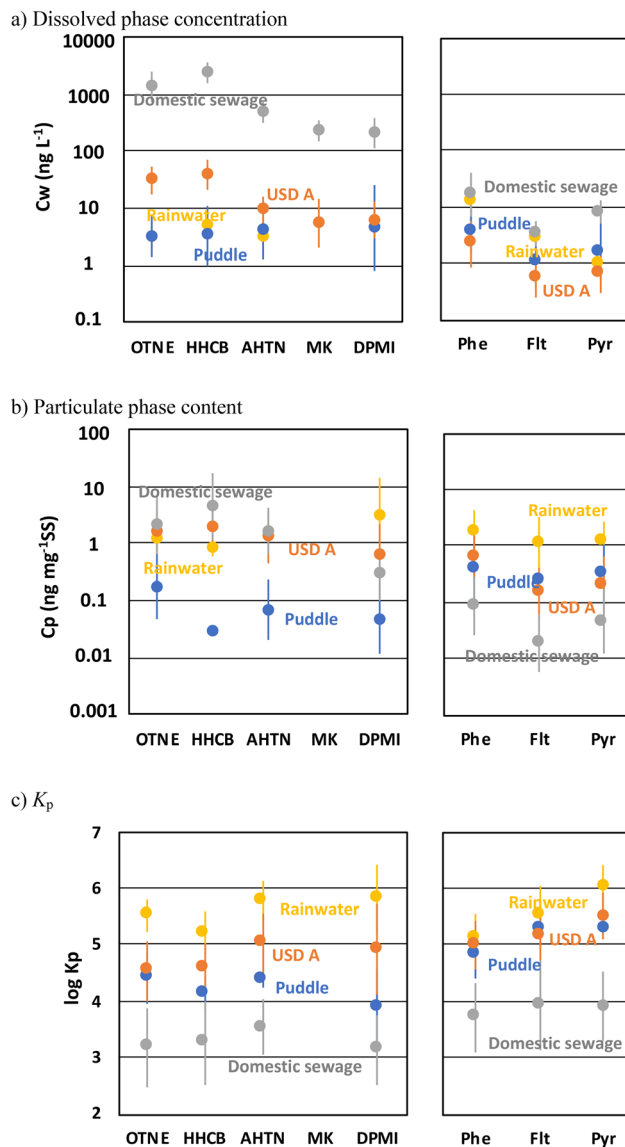 a) Dissolved phase concentration
10000
1000
100
10
1
0.1
Cw (ng L-1)
Domestic sewage
USD A
Rainwater
Puddle
OTNE HHCB AHTN MK DPMI
Domestic sewage
Puddle
Rainwater
USD A
Phe Flt Pyr
b) Particulate phase content
100
10
1
0.1
0.01
0.001
Cp (ng mg-1SS)
Domestic sewage
USD A
Rainwater
Puddle
OTNE HHCB AHTN MK DPMI
Rainwater
Puddle
USD A
Domestic sewage
Phe Flt Pyr
c) Kp
7
6
5
4
3
2
log Kp
Rainwater
USD A
Puddle
Domestic sewage
OTNE HHCB AHTN MK DPMI
Rainwater
USD A
Puddle
Domestic sewage
Phe Flt Pyr